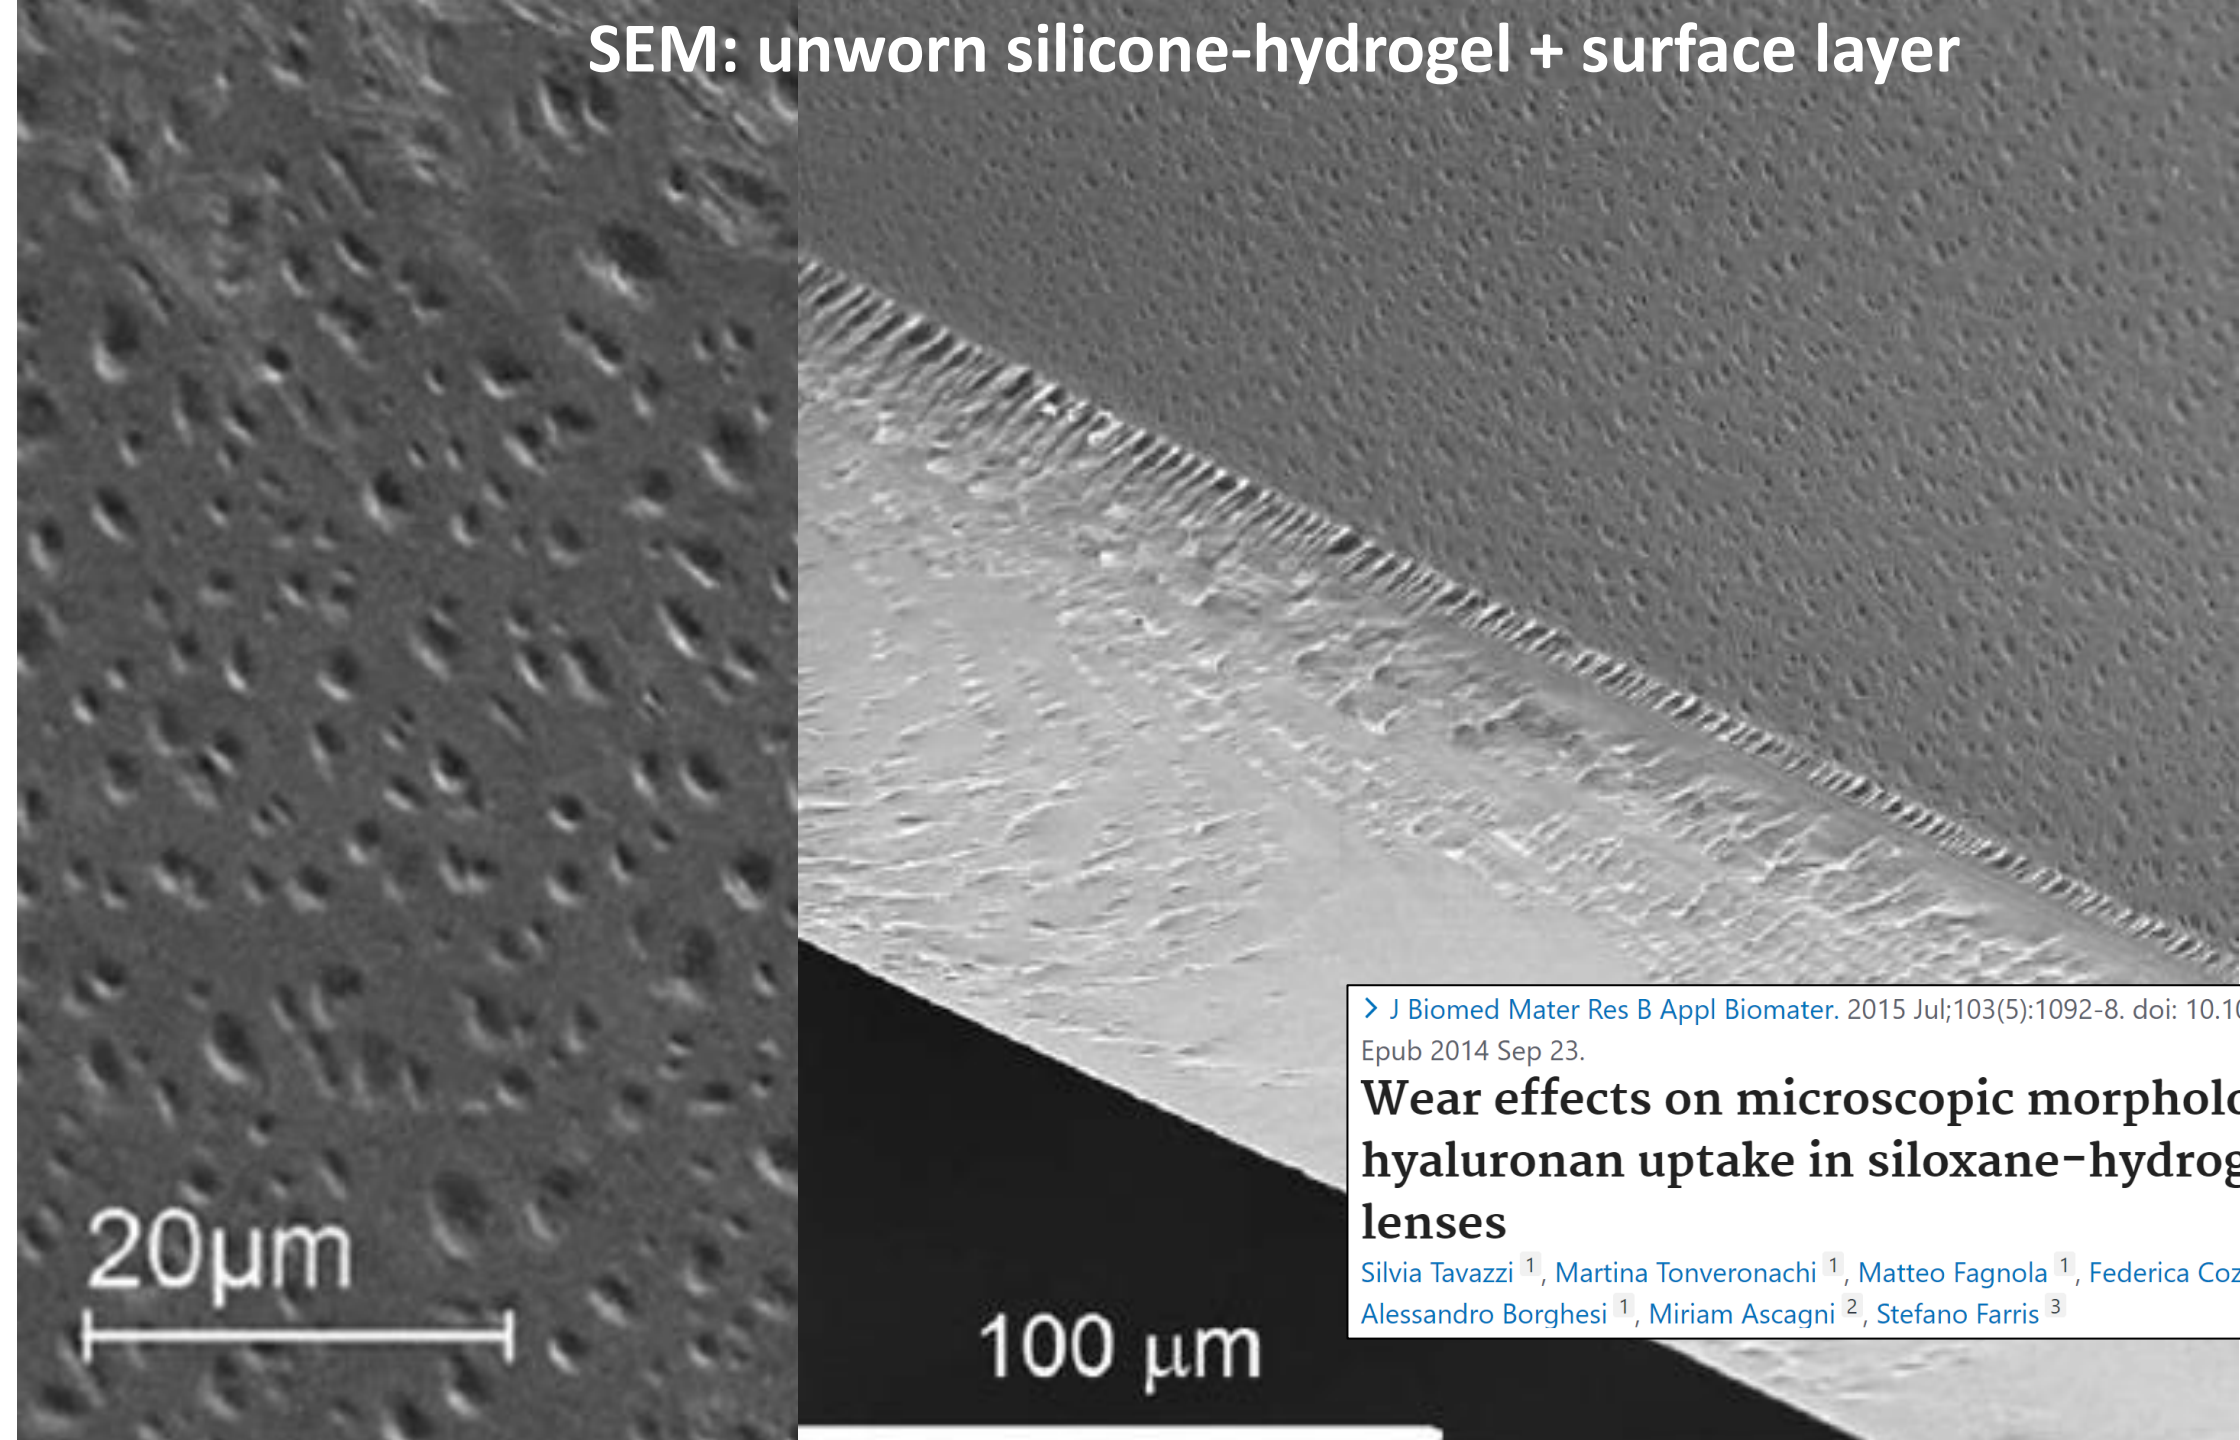 SEM: unworn silicone-hydrogel + surface layer
20µm
100 µm
> J Biomed Mater Res B Appl Biomater. 2015 Jul;103(5):1092-8. doi: 10.10
Epub 2014 Sep 23.
Wear effects on microscopic morpholo
hyaluronan uptake in siloxane-hydrog
lenses
Silvia Tavazzi 1, Martina Tonveronachi 1, Matteo Fagnola 1, Federica Coz
Alessandro Borghesi 1, Miriam Ascagni 2, Stefano Farris 3